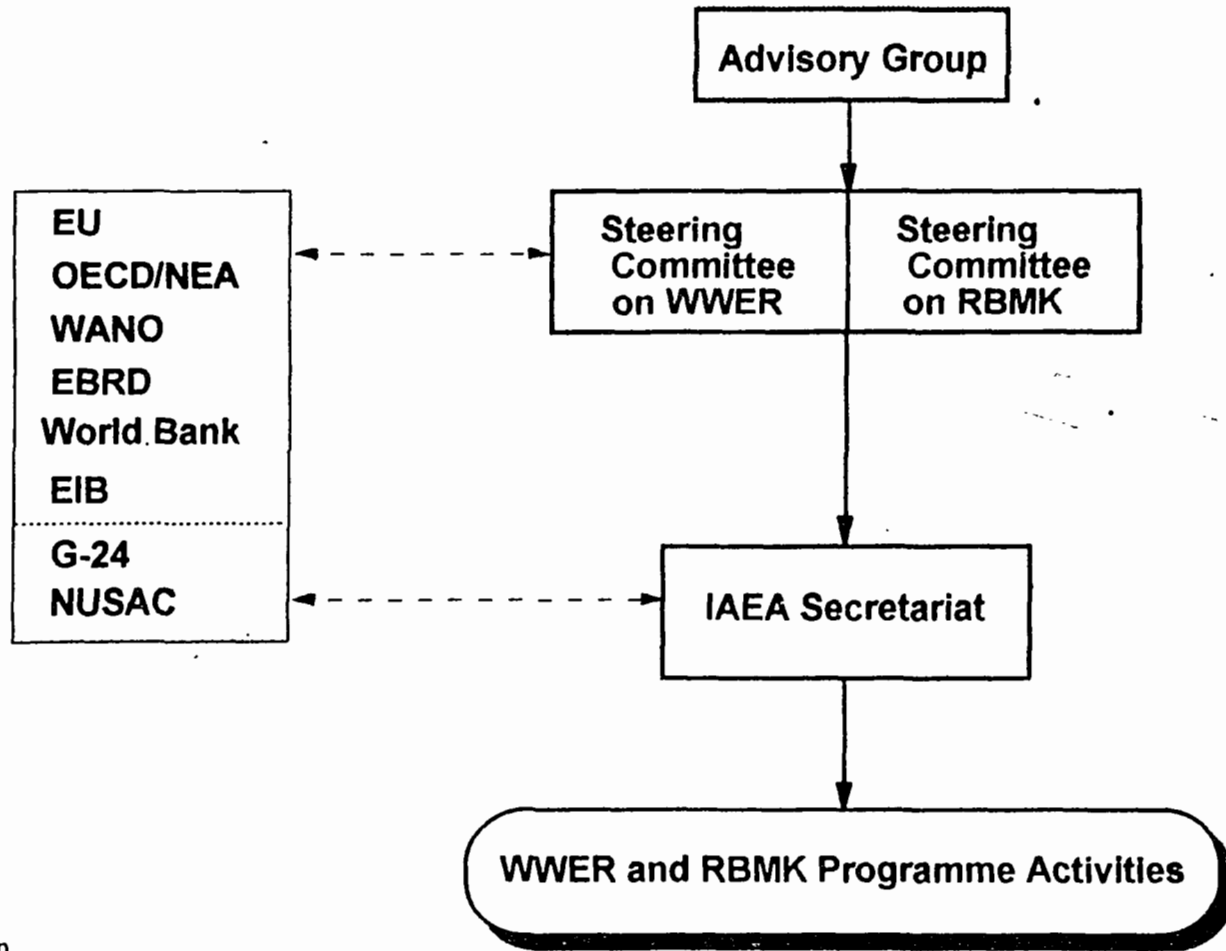 Advisory Group
EU
OECD/NEA
WANO
EBRD
World Bank
EIB
G-24
NUSAC
Steering
Committee
on WWER
Steering
Committee
on RBMK
IAEA Secretariat
WWER and RBMK Programme Activities